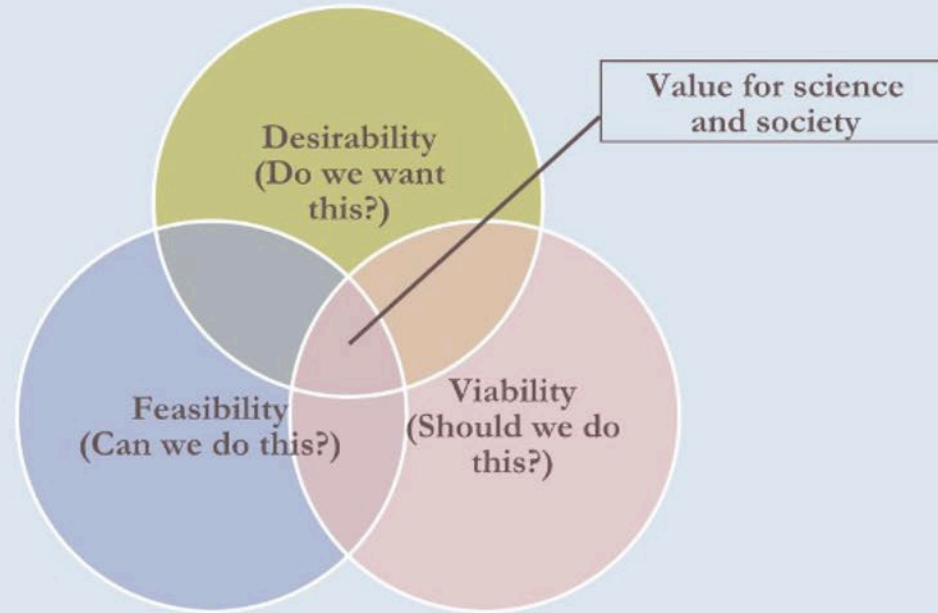 Desirability
(Do we want
this?)
Value for science
and society
Feasibility
(Can we do this?)
Viability
(Should we do
this?)